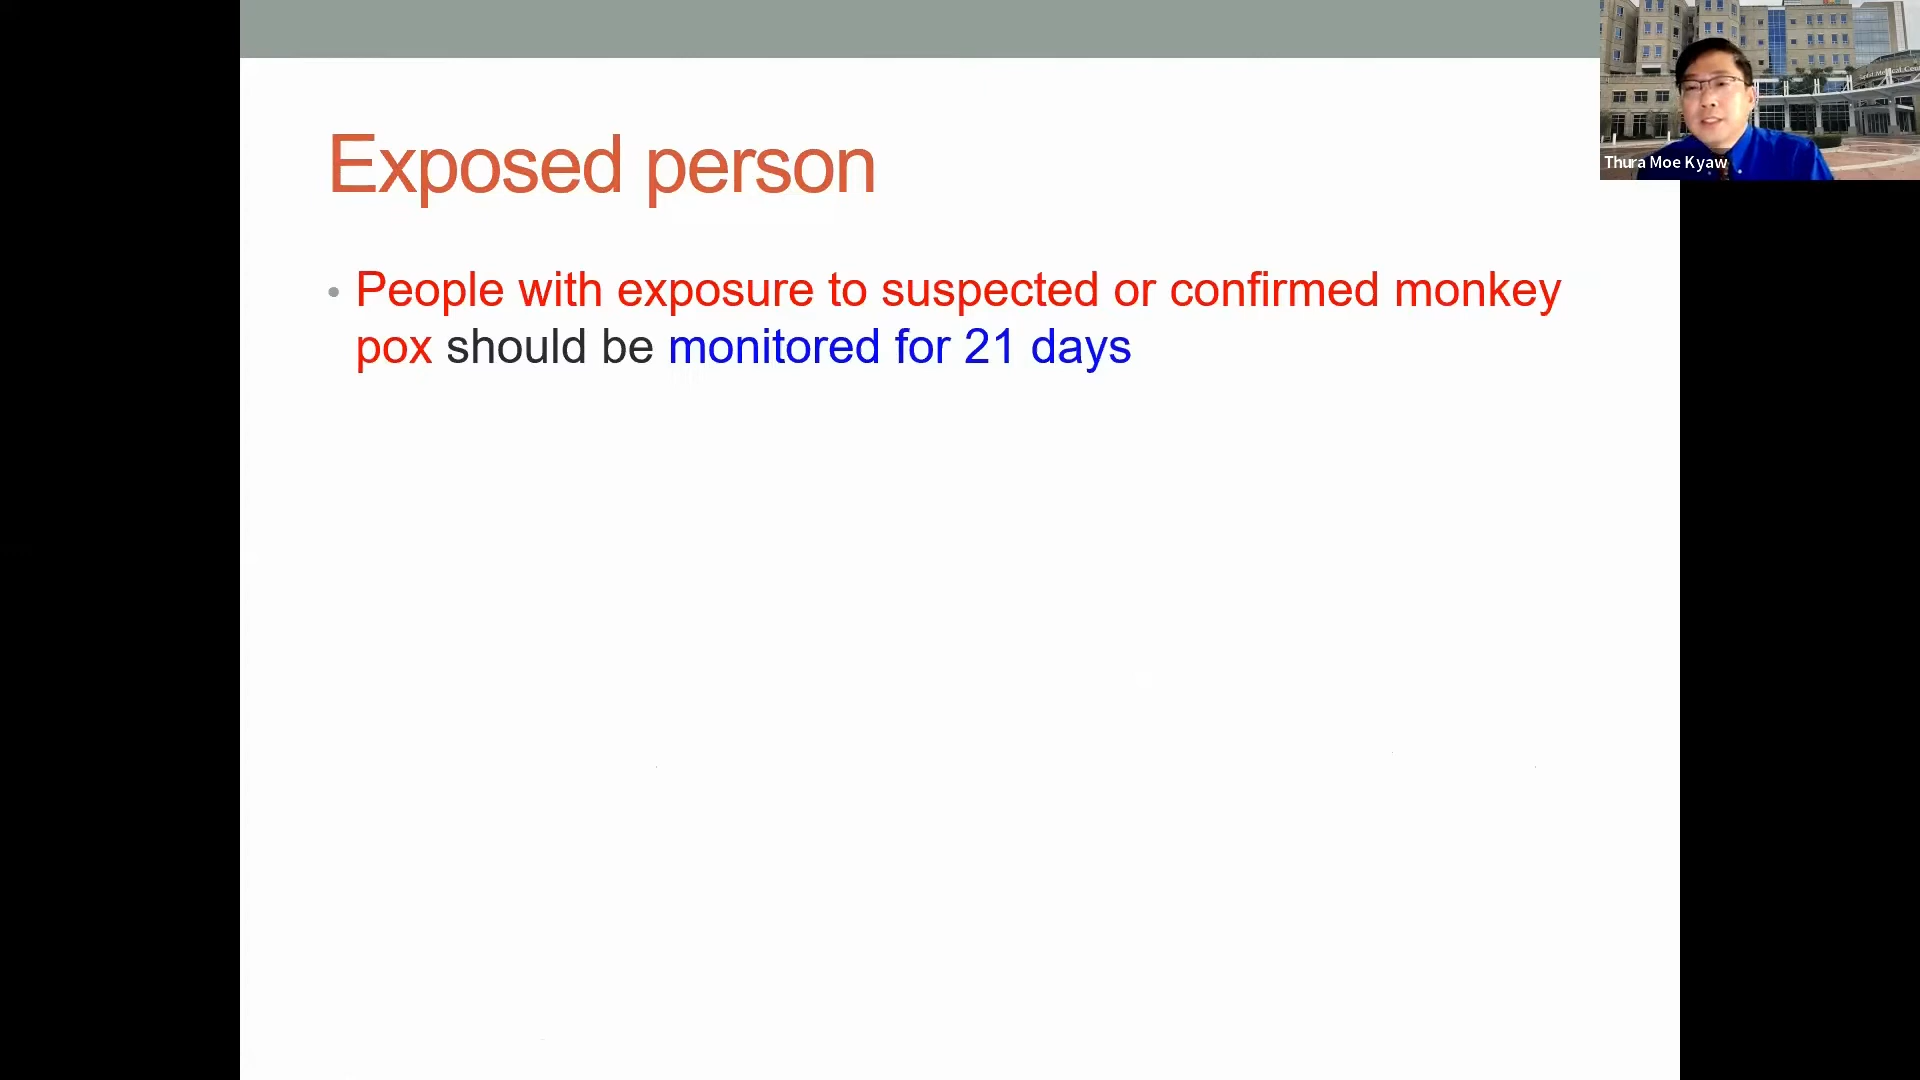 Exposed person
• People with exposure to suspected or confirmed monkey
pox should be monitored for 21 days
Thura Moe Kyaw